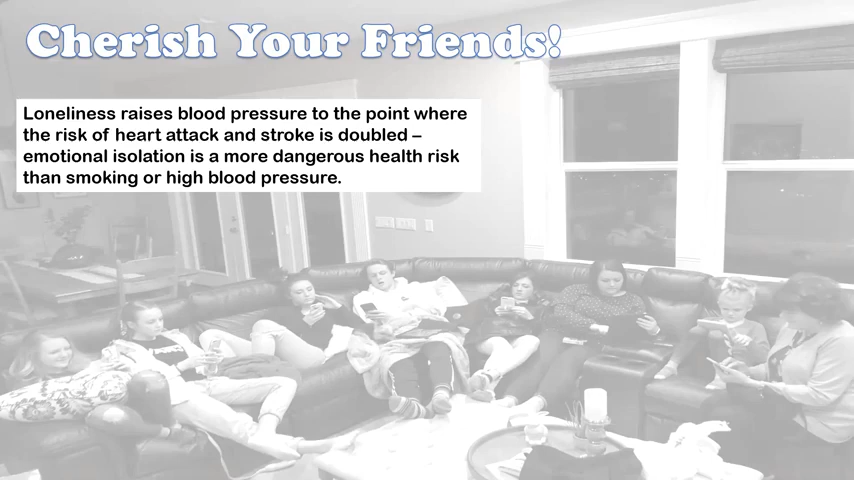 Cherish Your Friends!
Loneliness raises blood pressure to the point where
the risk of heart attack and stroke is doubled –
emotional isolation is a more dangerous health risk
than smoking or high blood pressure.